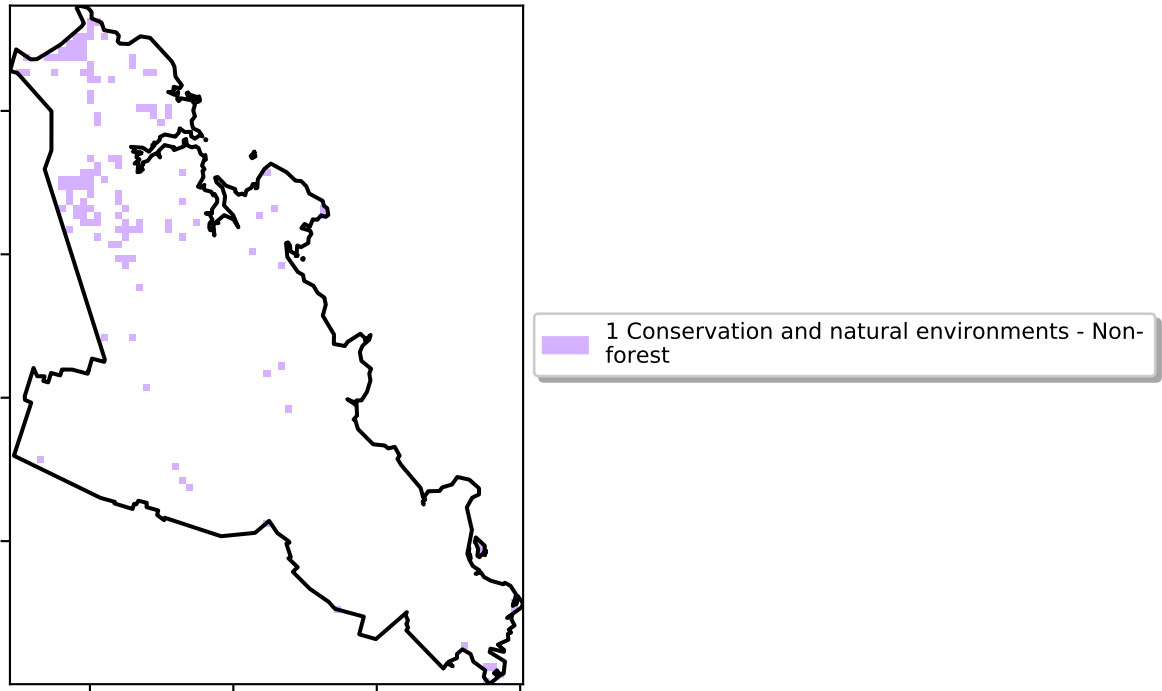 1 Conservation and natural environments - Non-
forest